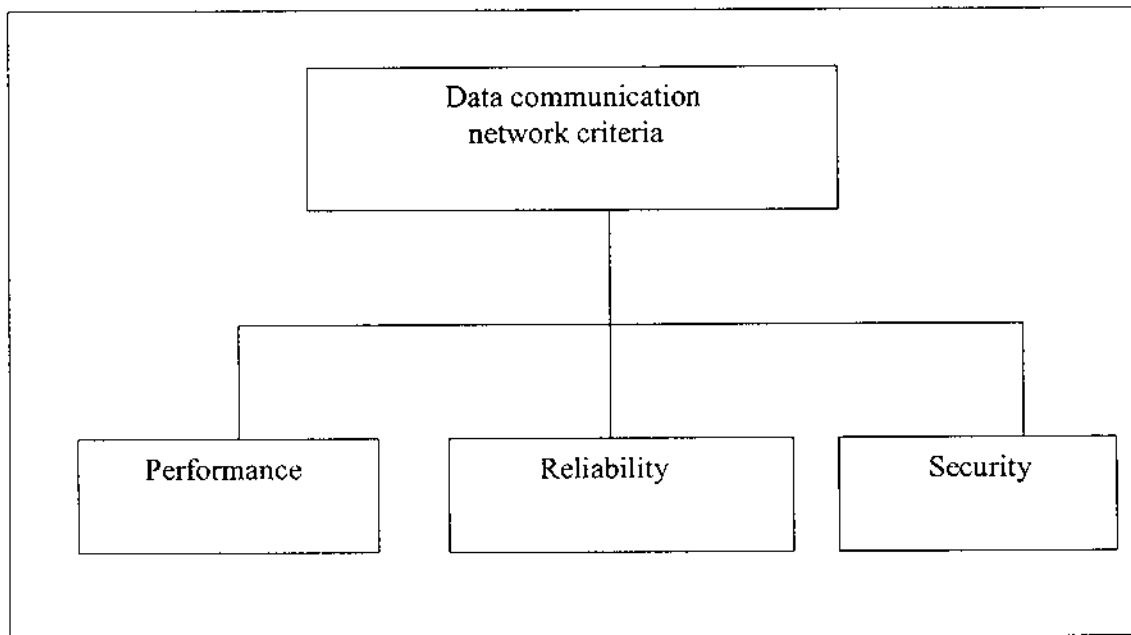 Data communication
network criteria
Performance
Reliability
Security